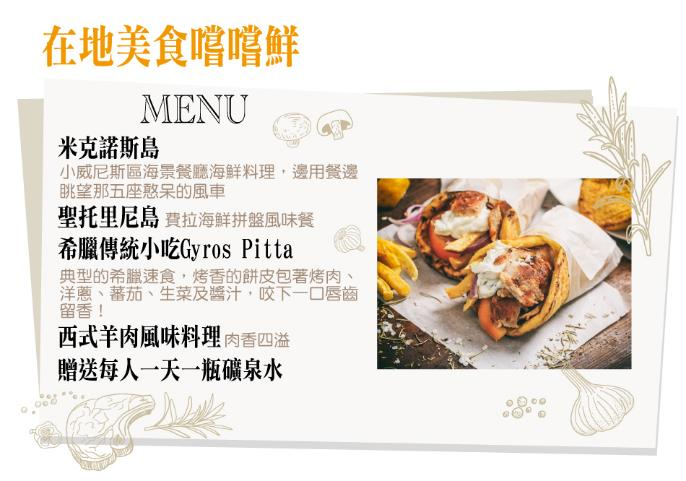 在地美食嚐嚐鮮
MENU
米克諾斯島
小威尼斯區海景餐廳海鮮料理，邊用餐邊
眺望那五座憨呆的風車
聖托里尼島 費拉海鮮拼盤風味餐
希臘傳統小吃Gyros Pitta
典型的希臘速食，烤香的餅皮包著烤肉、
洋蔥、蕃茄、生菜及醬汁，咬下一口唇齒
留香！
西式羊肉風味料理 肉香四溢
贈送每人一天一瓶礦泉水